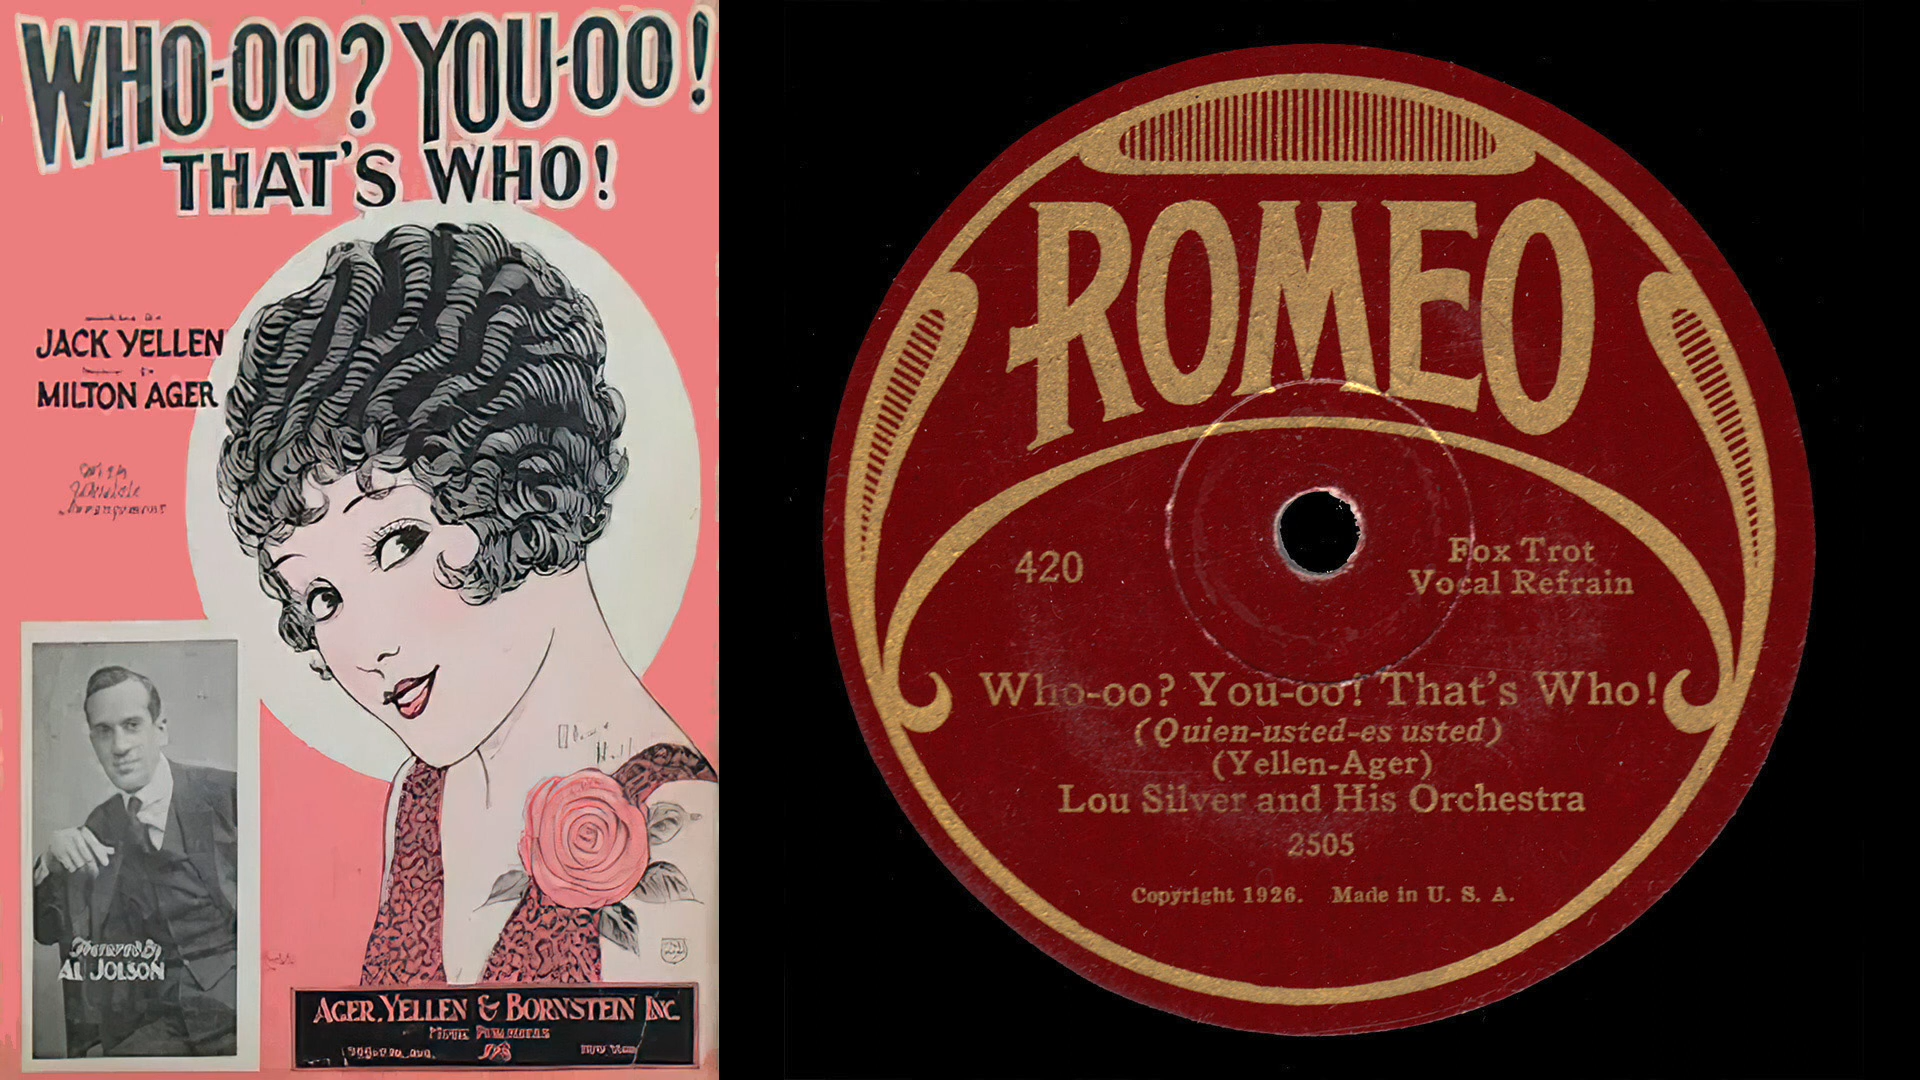 WHO-OO? YOU-OO!
THAT'S WHO!
JACK YELLEN
MILTON AGER
AL JOLSON
AGER, YELLEN & BORNSTEIN INC.
ROMEO
420
Fox Trot
Vocal Refrain
Who-oo? You-oo! That's Who!
(Quien-usted-es usted)
(Yellen-Ager)
Lou Silver and His Orchestra
2505
Copyright 1926. Made in U. S. A.